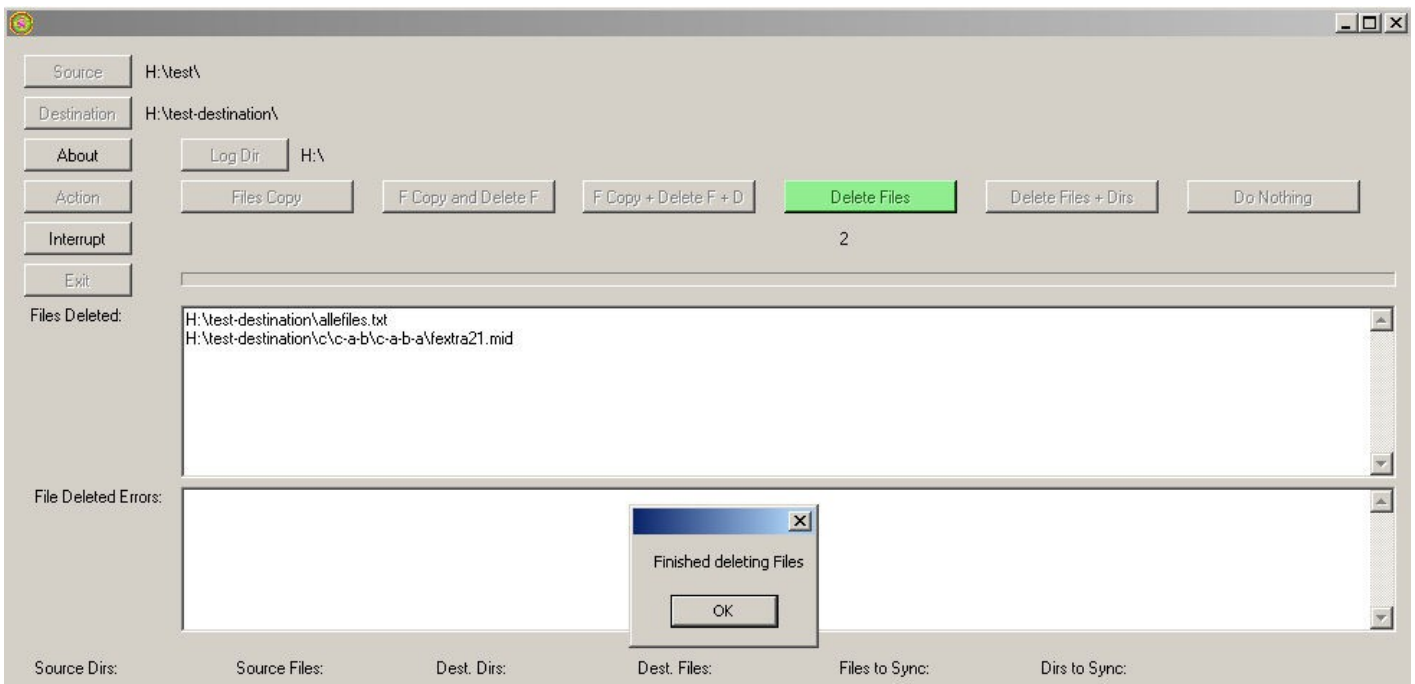 Source H:\test\
Destination H:\test-destination\
About Log Dir H:\
Action Files Copy F Copy and Delete F F Copy + Delete F + D Delete Files Delete Files + Dirs Do Nothing
Interrupt 2
Exit
Files Deleted:
H:\test-destination\allefiles.txt
H:\test-destination\c\c-a-b\c-a-b-a\fextra21.mid
File Deleted Errors:
Finished deleting Files
OK
Source Dirs: Source Files: Dest. Dirs: Dest. Files: Files to Sync: Dirs to Sync: